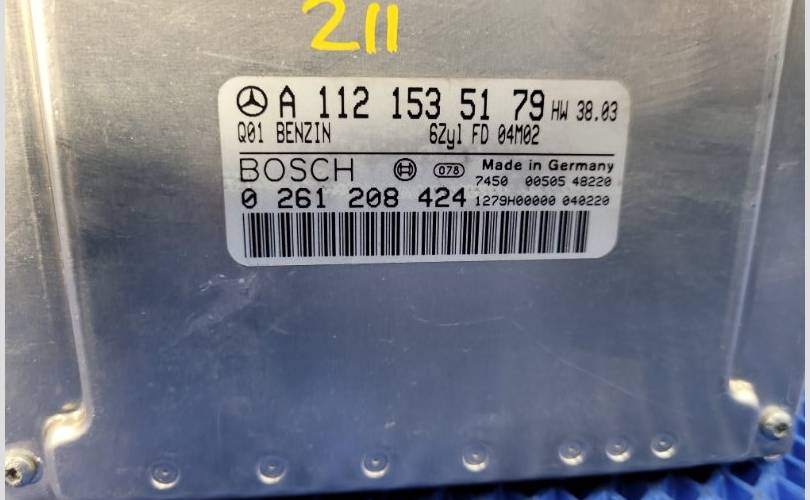 211
A 112 153 51 79 HW 38.03
Q01 BENZIN 6Zyl FD 04M02
BOSCH 078 Made in Germany
7450 00505 48220
0 261 208 424 1279H00000 040220